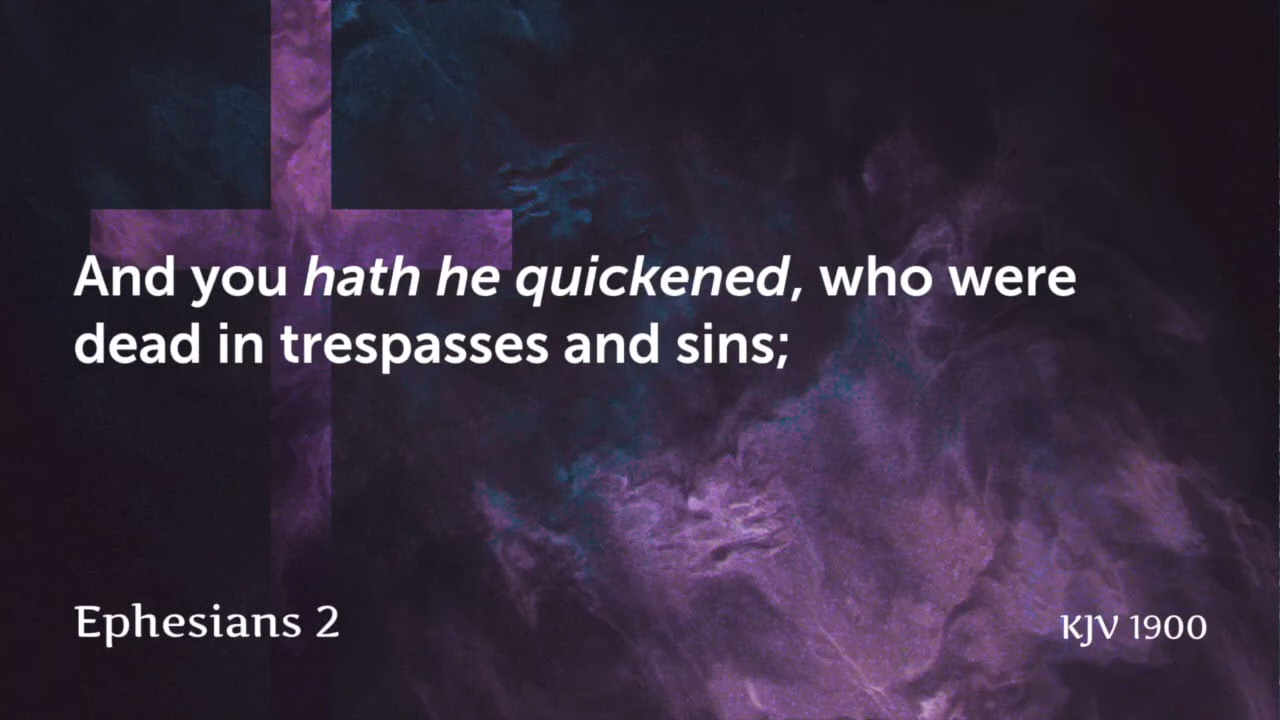 And you hath he quickened, who were
dead in trespasses and sins;
Ephesians 2
KJV 1900